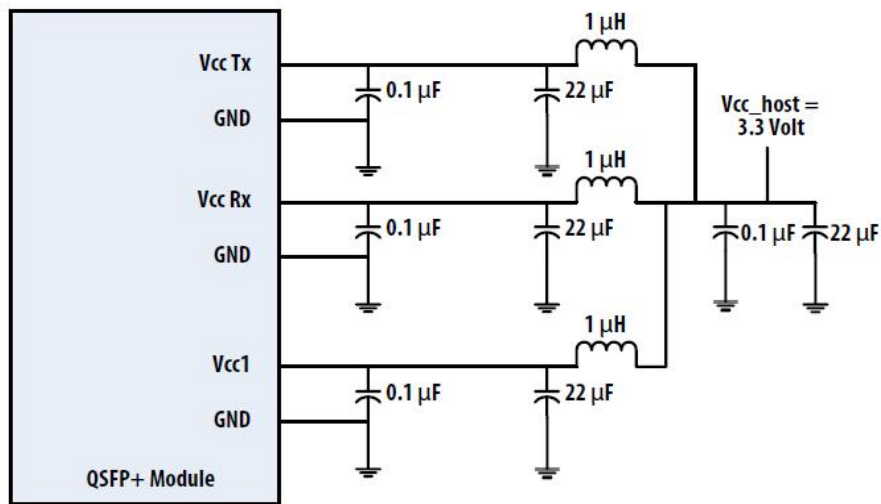 1 μH
Vcc Tx
0.1 μF
22 μF
GND
Vcc_host =
3.3 Volt
1 μH
Vcc Rx
0.1 μF
22 μF
0.1 μF
22 μF
GND
1 μH
Vcc1
0.1 μF
22 μF
GND
QSFP+ Module